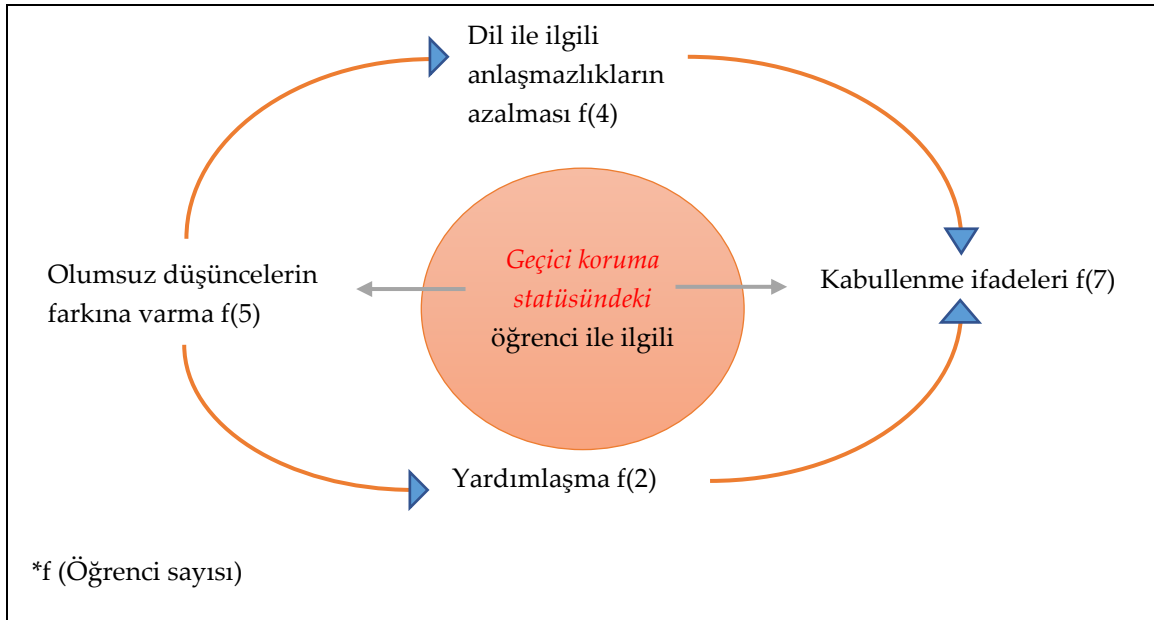 Dil ile ilgili
anlaşmazlıkların
azalması f(4)
Olumsuz düşüncelerin
farkına varma f(5)
Geçici koruma
statüsündeki
öğrenci ile ilgili
Kabullenme ifadeleri f(7)
Yardımlaşma f(2)
*f (Öğrenci sayısı)